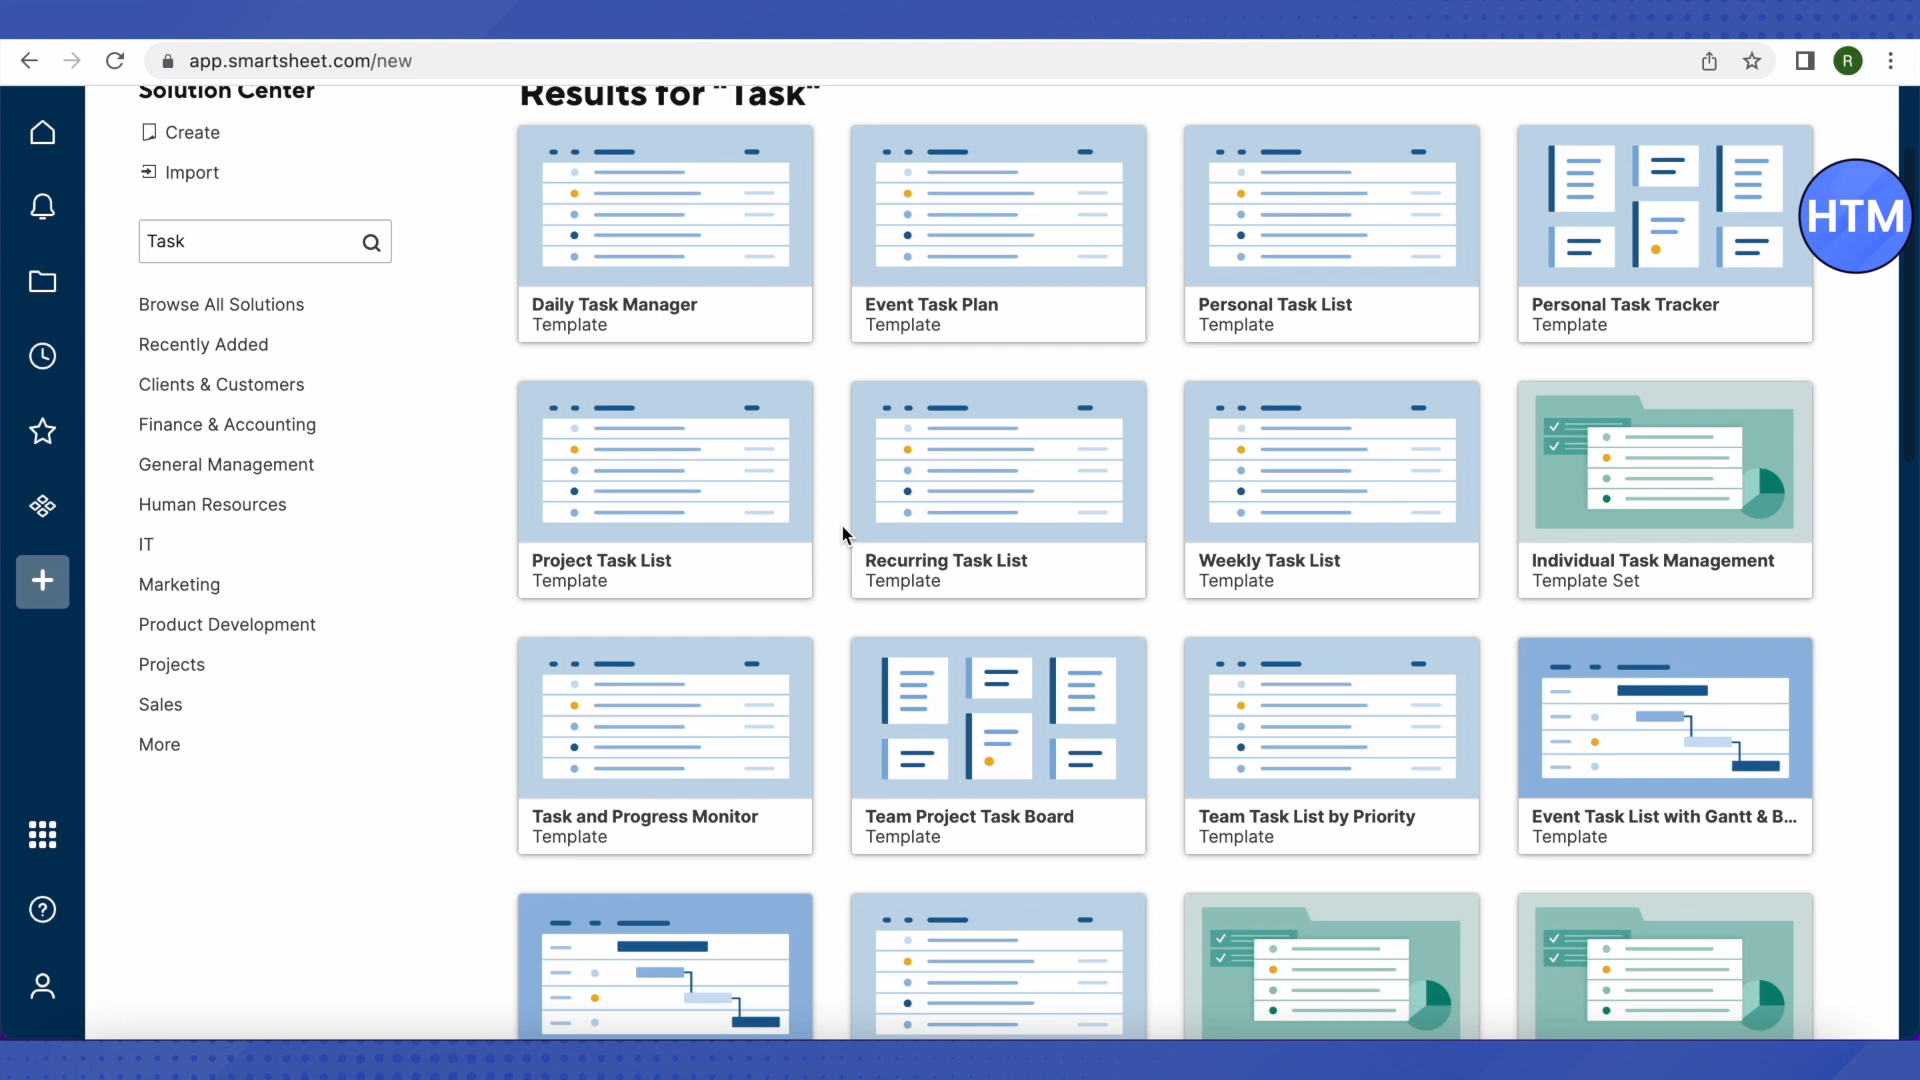 app.smartsheet.com/new
R
HTM
Solution Center
Create
Import
Task
Browse All Solutions
Recently Added
Clients & Customers
Finance & Accounting
General Management
Human Resources
IT
Marketing
Product Development
Projects
Sales
More
Results for "Task"
Daily Task Manager
Template
Event Task Plan
Template
Personal Task List
Template
Personal Task Tracker
Template
Project Task List
Template
Recurring Task List
Template
Weekly Task List
Template
Individual Task Management
Template Set
Task and Progress Monitor
Template
Team Project Task Board
Template
Team Task List by Priority
Template
Event Task List with Gantt & B...
Template